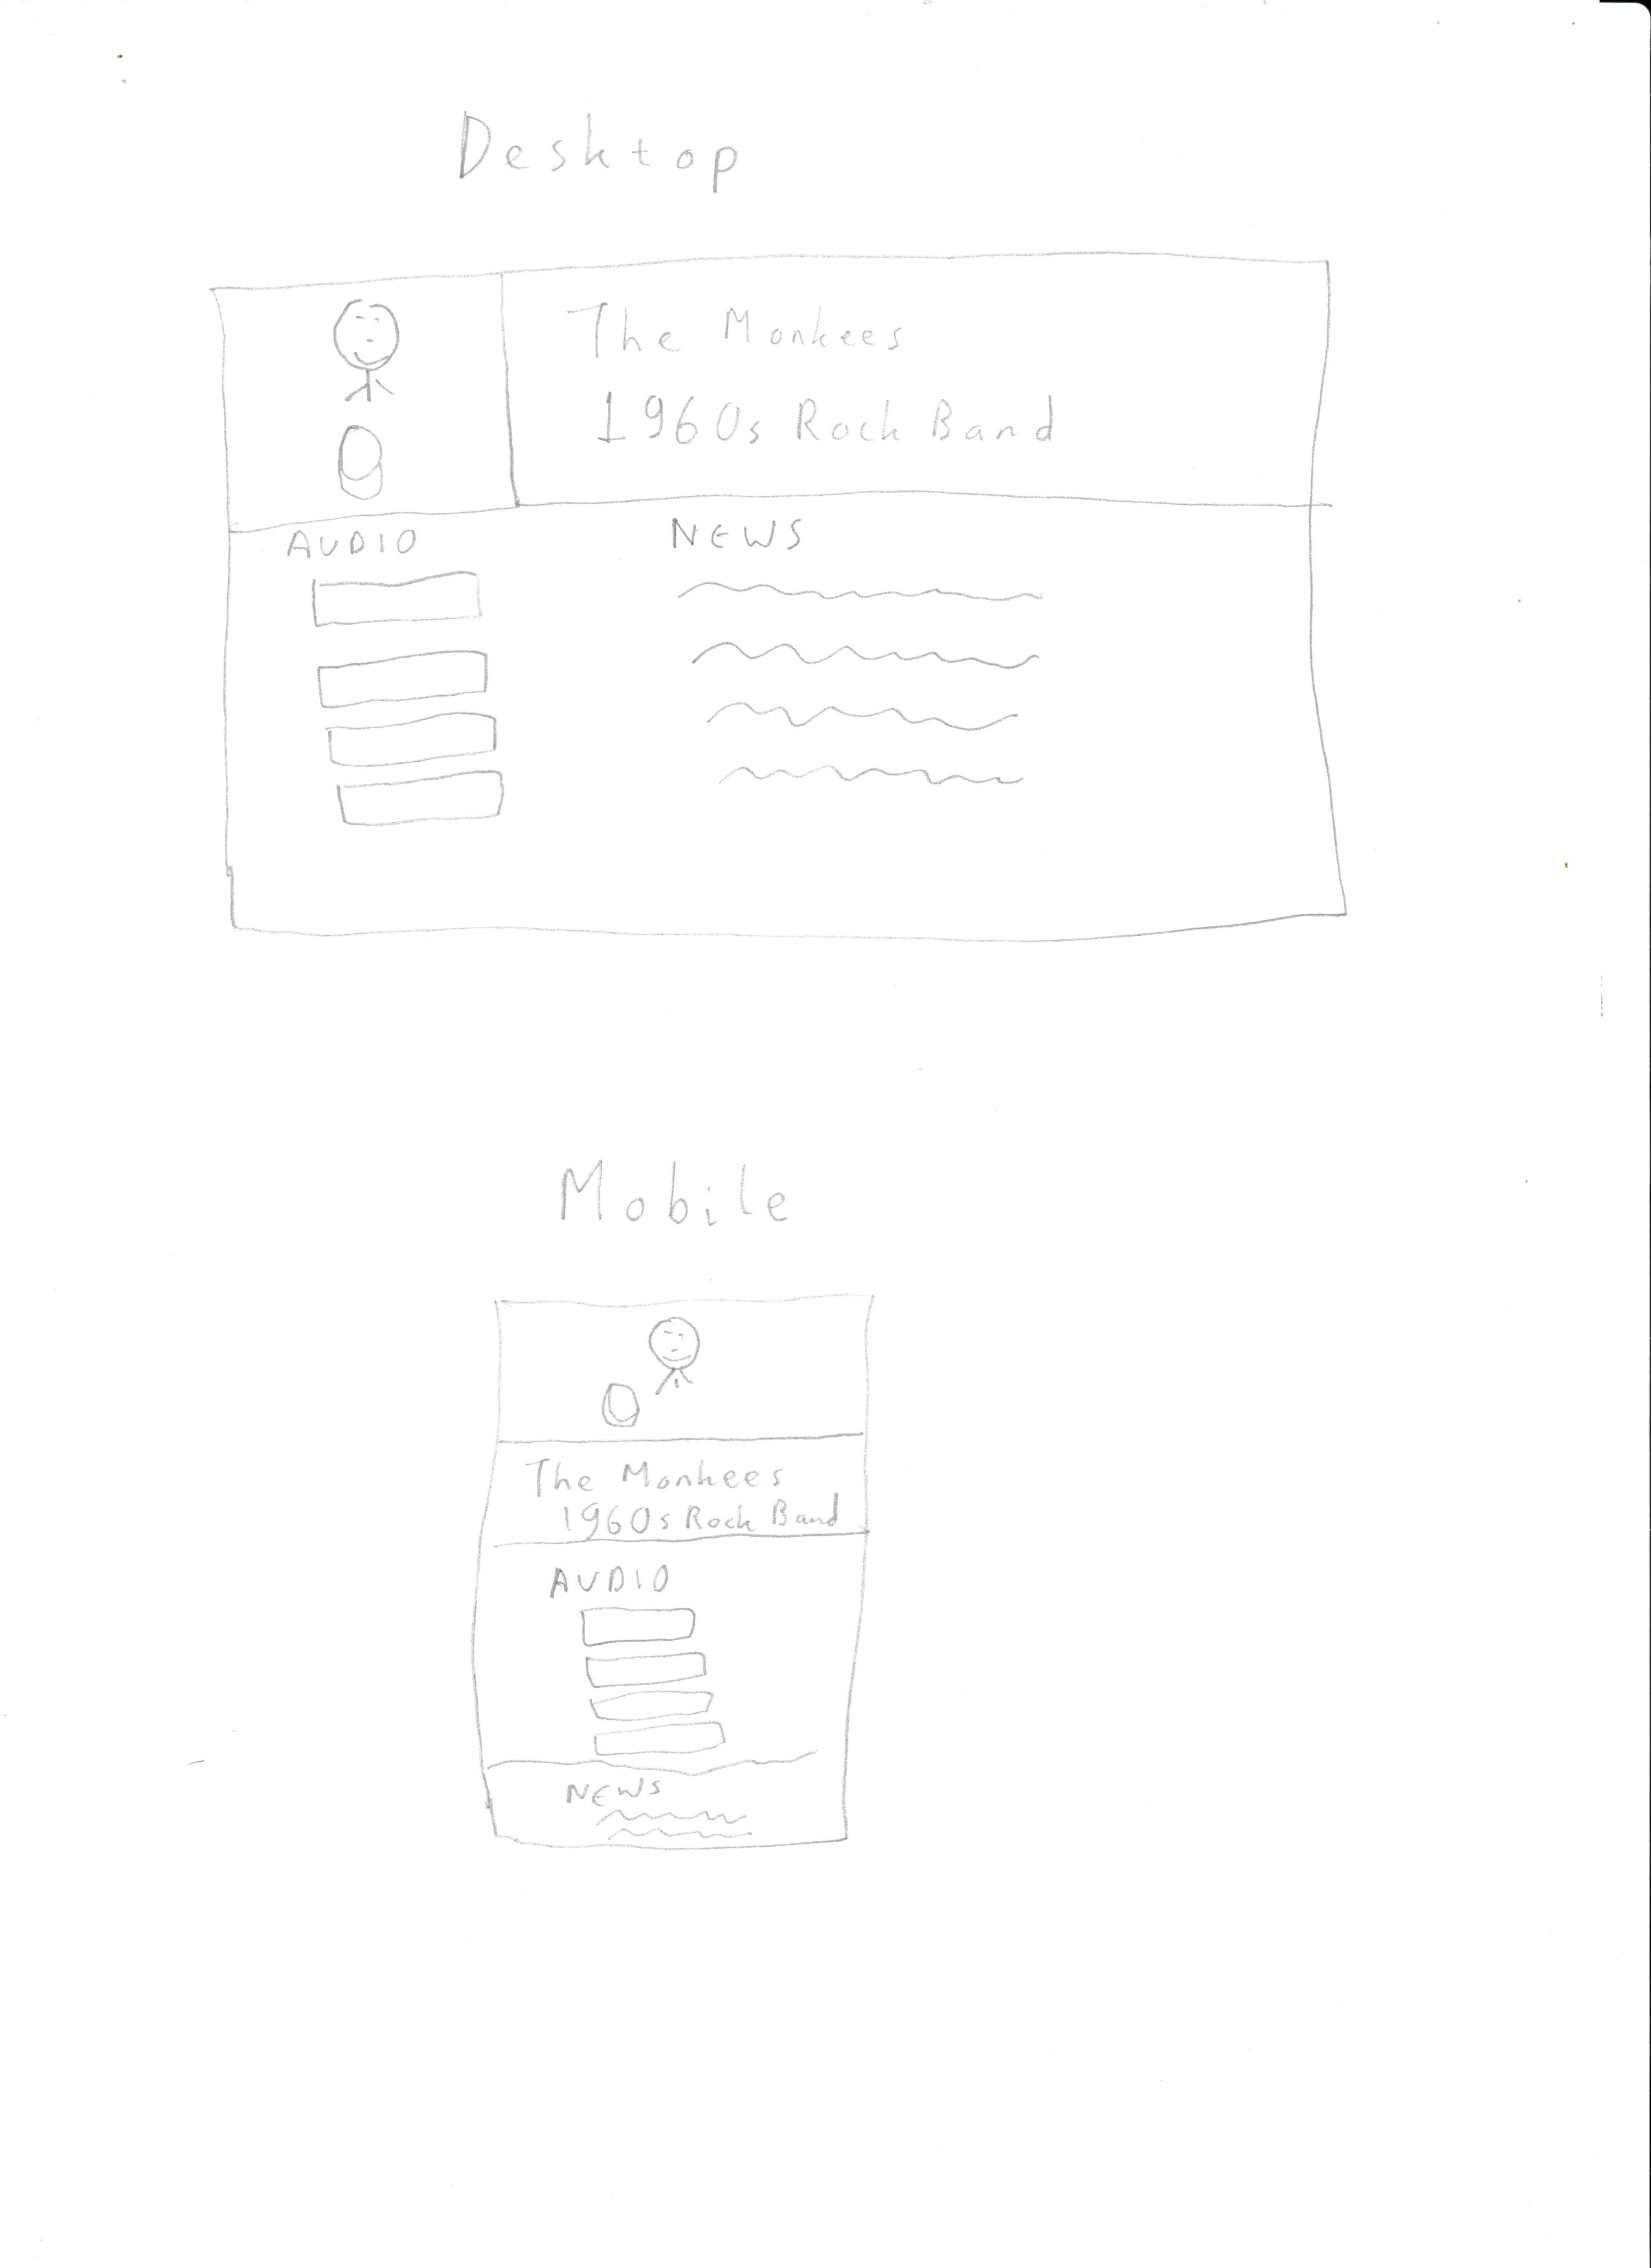 Desktop
The Monkees
1960s Rock Band
AUDIO
NEWS
Mobile
The Monkees
1960s Rock Band
AUDIO
NEWS